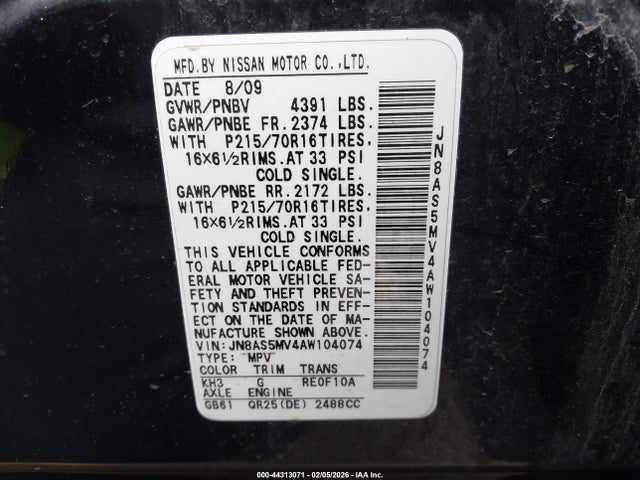 MFD.BY NISSAN MOTOR CO.,LTD.
DATE 8/09
GVWR/PNBV 4391 LBS.
GAWR/PNBE FR.2374 LBS.
WITH P215/70R16TIRES,
16X6½RIMS.AT 33 PSI
COLD SINGLE.
GAWR/PNBE RR.2172 LBS.
WITH P215/70R16TIRES,
16X6½RIMS.AT 33 PSI
COLD SINGLE.
THIS VEHICLE CONFORMS
TO ALL APPLICABLE FED-
ERAL MOTOR VEHICLE SA-
FETY AND THEFT PREVEN-
TION STANDARDS IN EFF-
ECT ON THE DATE OF MA-
NUFACTURE SHOWN ABOVE.
VIN:JN8AS5MV4AW104074
TYPE: MPV
COLOR TRIM TRANS
KH3 G RE0F10A
AXLE ENGINE
GB61 QR25(DE) 2488CC
JN8AS5MV4AW104074
000-44313071 - 02/05/2026 - IAA Inc.